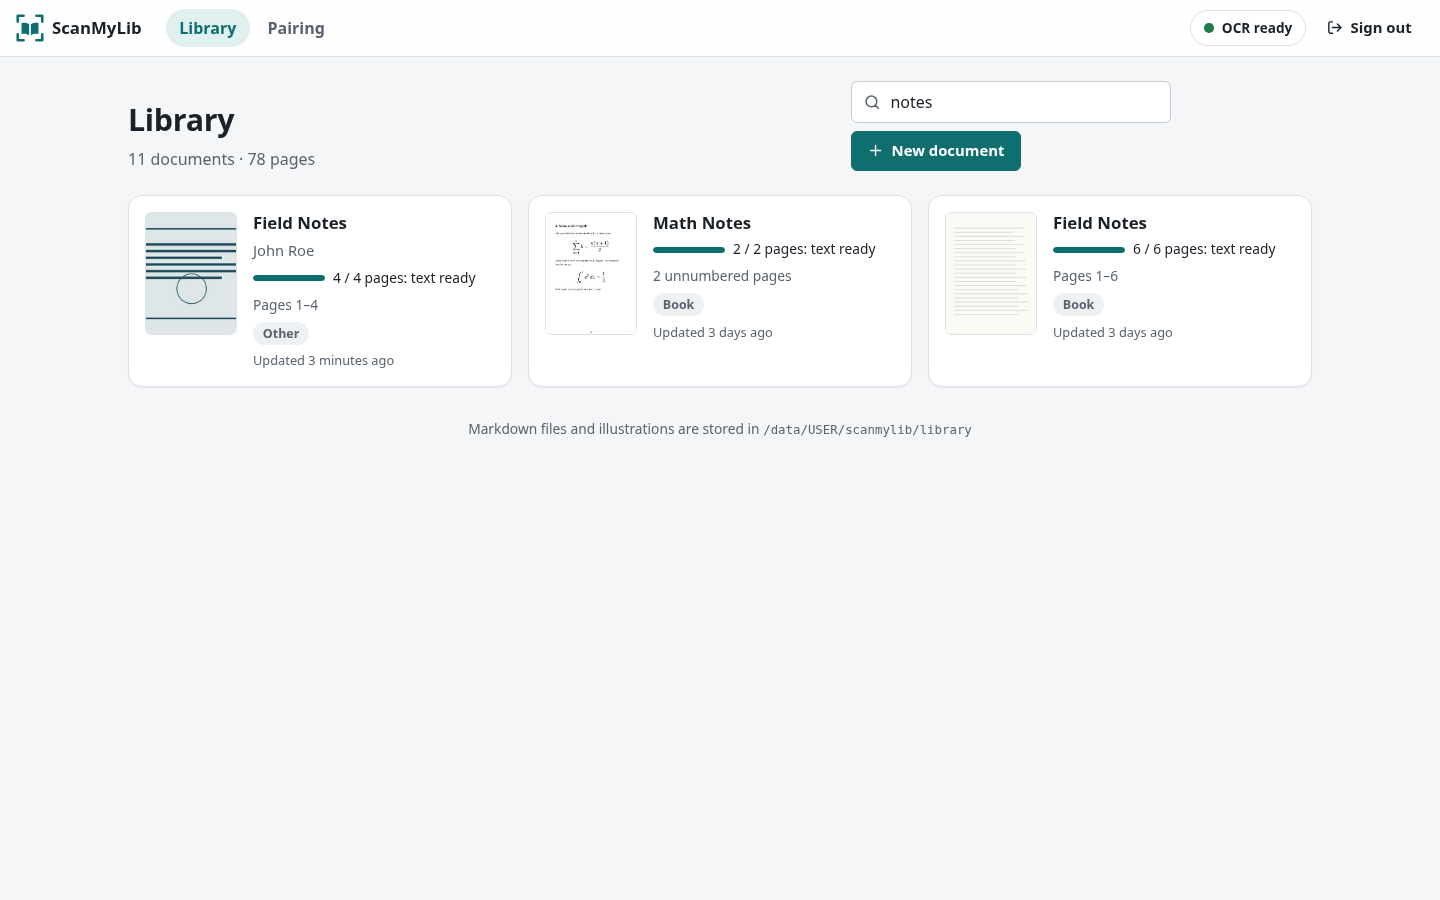 ScanMyLib
Library
Pairing
OCR ready
Sign out
Library
11 documents · 78 pages
notes
New document
Field Notes
John Roe
4 / 4 pages: text ready
Pages 1–4
Other
Updated 3 minutes ago
Math Notes
2 / 2 pages: text ready
2 unnumbered pages
Book
Updated 3 days ago
Field Notes
6 / 6 pages: text ready
Pages 1–6
Book
Updated 3 days ago
Markdown files and illustrations are stored in /data/USER/scanmylib/library